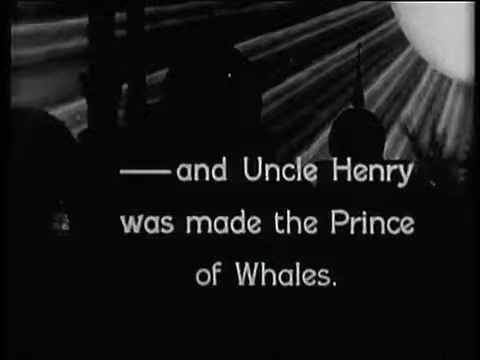 ——and Uncle Henry
was made the Prince
of Whales.